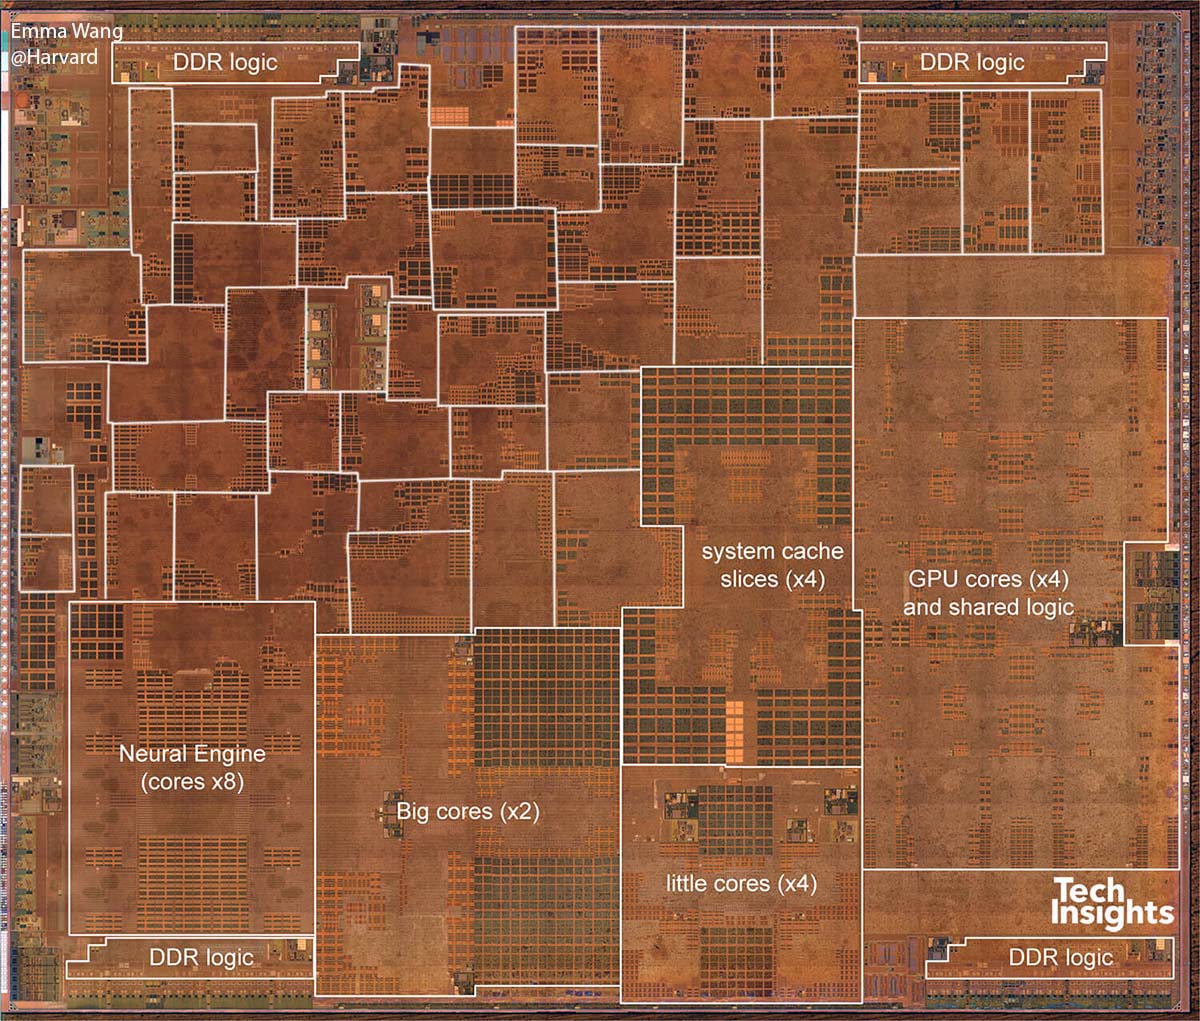 Emma Wang
@Harvard
DDR logic
DDR logic
system cache
slices (x4)
GPU cores (x4)
and shared logic
Neural Engine
(cores x8)
Big cores (x2)
little cores (x4)
Tech
Insights
DDR logic
DDR logic